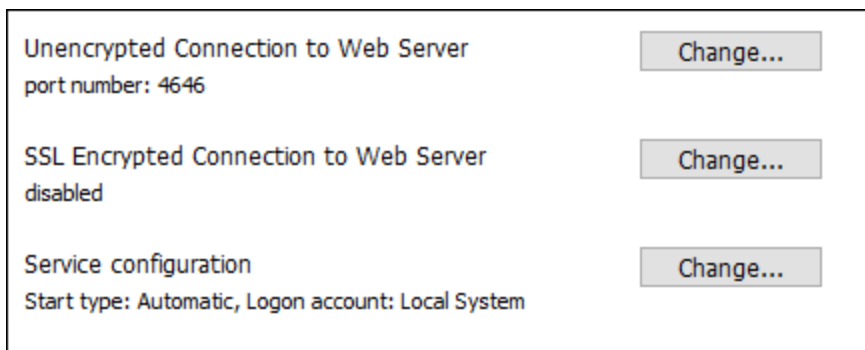 Unencrypted Connection to Web Server
Change...
port number: 4646
SSL Encrypted Connection to Web Server
Change...
disabled
Service configuration
Change...
Start type: Automatic, Logon account: Local System